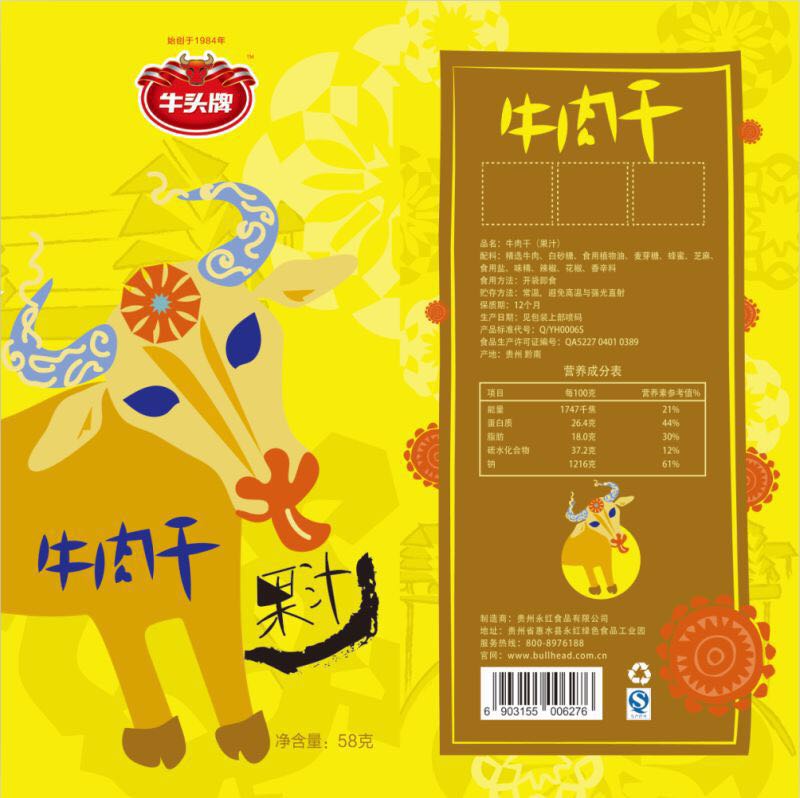 始创于1984年
TM
牛头牌
牛肉干
果汁
净含量：58克
牛肉干
品名：牛肉干（果汁）
配料：精选牛肉、白砂糖、食用植物油、麦芽糖、蜂蜜、芝麻、
食用盐、味精、辣椒、花椒、香辛料
食用方法：开袋即食
贮存方法：常温，避免高温与强光直射
保质期：12个月
生产日期：见包装上部喷码
产品标准代号：Q/YH0006S
食品生产许可证编号：QA5227 0401 0389
产地：贵州 黔南
营养成分表
项目 每100克 营养素参考值%
能量 1747千焦 21%
蛋白质 26.4克 44%
脂肪 18.0克 30%
碳水化合物 37.2克 12%
钠 1216克 61%
制造商：贵州永红食品有限公司
地址：贵州省惠水县永红绿色食品工业园
服务热线：800-8976188
官网：www.bullhead.com.cn
6 903155 006276